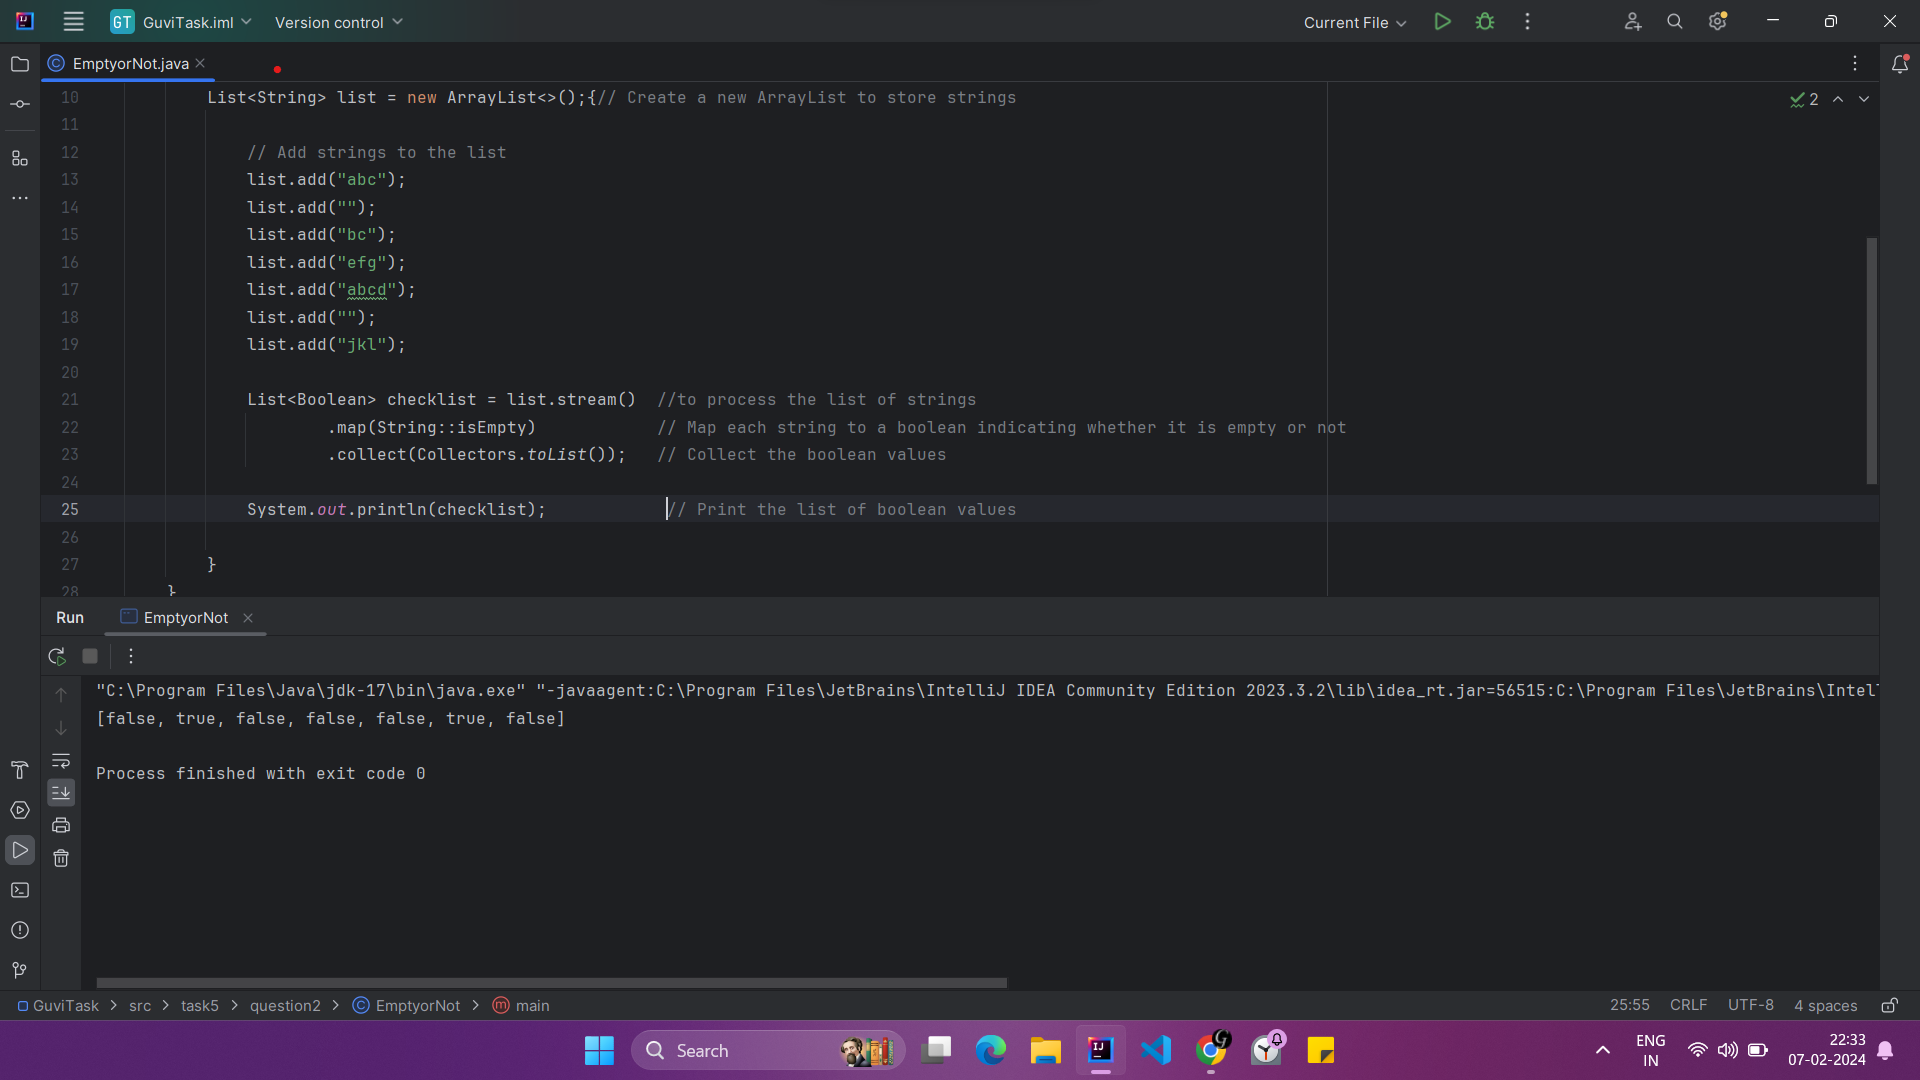 GT GuviTask.iml Version control Current File
EmptyorNot.java
10 List<String> list = new ArrayList<>();{// Create a new ArrayList to store strings
2
11
12 // Add strings to the list
13 list.add("abc");
14 list.add("");
15 list.add("bc");
16 list.add("efg");
17 list.add("abcd");
18 list.add("");
19 list.add("jkl");
20
21 List<Boolean> checklist = list.stream() //to process the list of strings
22 .map(String::isEmpty) // Map each string to a boolean indicating whether it is empty or not
23 .collect(Collectors.toList()); // Collect the boolean values
24
25 System.out.println(checklist); // Print the list of boolean values
26
27 }
28 }
Run EmptyorNot
"C:\Program Files\Java\jdk-17\bin\java.exe" "-javaagent:C:\Program Files\JetBrains\IntelliJ IDEA Community Edition 2023.3.2\lib\idea_rt.jar=56515:C:\Program Files\JetBrains\Intel
[false, true, false, false, false, true, false]
Process finished with exit code 0
GuviTask > src > task5 > question2 > EmptyorNot > main 25:55 CRLF UTF-8 4 spaces
Search
ENG
IN
22:33
07-02-2024